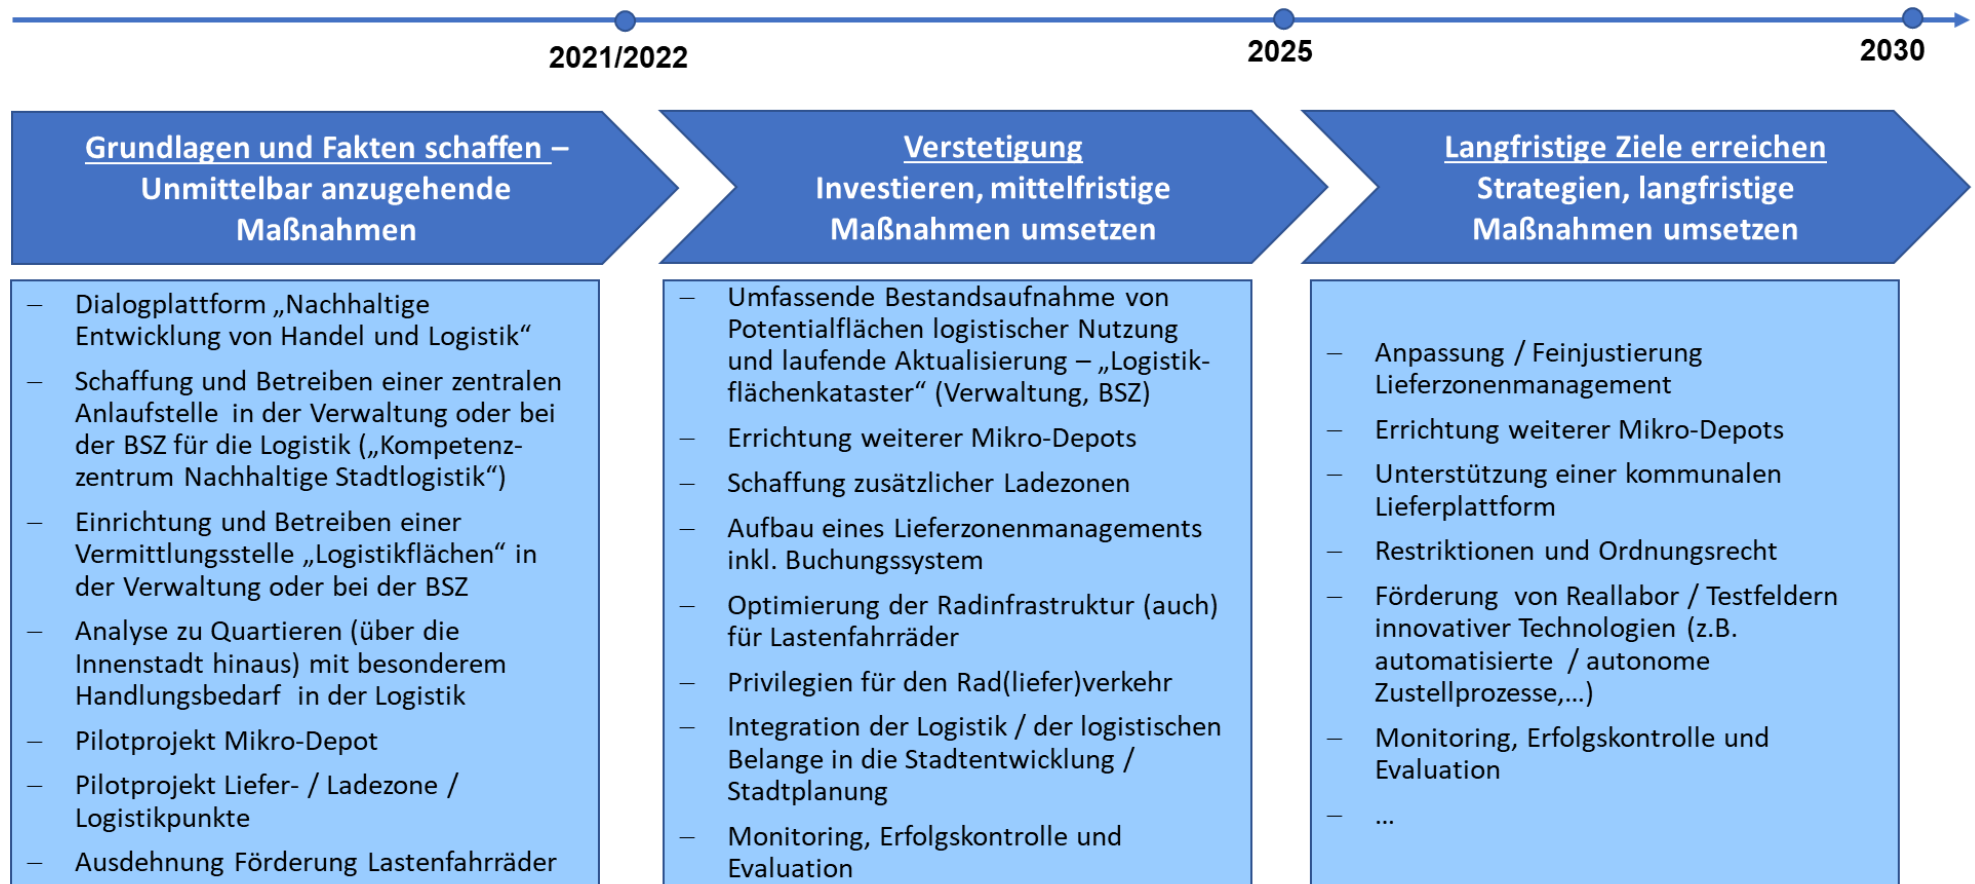 2021/2022
2025
2030
Grundlagen und Fakten schaffen –
Unmittelbar anzugehende
Maßnahmen
– Dialogplattform „Nachhaltige
Entwicklung von Handel und Logistik“
– Schaffung und Betreiben einer zentralen
Anlaufstelle in der Verwaltung oder bei
der BSZ für die Logistik („Kompetenz-
zentrum Nachhaltige Stadtlogistik“)
– Einrichtung und Betreiben einer
Vermittlungsstelle „Logistikflächen“ in
der Verwaltung oder bei der BSZ
– Analyse zu Quartieren (über die
Innenstadt hinaus) mit besonderem
Handlungsbedarf in der Logistik
– Pilotprojekt Mikro-Depot
– Pilotprojekt Liefer- / Ladezone /
Logistikpunkte
– Ausdehnung Förderung Lastenfahrräder
Verstetigung
Investieren, mittelfristige
Maßnahmen umsetzen
– Umfassende Bestandsaufnahme von
Potentialflächen logistischer Nutzung
und laufende Aktualisierung – „Logistik-
flächenkataster“ (Verwaltung, BSZ)
– Errichtung weiterer Mikro-Depots
– Schaffung zusätzlicher Ladezonen
– Aufbau eines Lieferzonenmanagements
inkl. Buchungssystem
– Optimierung der Radinfrastruktur (auch)
für Lastenfahrräder
– Privilegien für den Rad(liefer)verkehr
– Integration der Logistik / der logistischen
Belange in die Stadtentwicklung /
Stadtplanung
– Monitoring, Erfolgskontrolle und
Evaluation
Langfristige Ziele erreichen
Strategien, langfristige
Maßnahmen umsetzen
– Anpassung / Feinjustierung
Lieferzonenmanagement
– Errichtung weiterer Mikro-Depots
– Unterstützung einer kommunalen
Lieferplattform
– Restriktionen und Ordnungsrecht
– Förderung von Reallabor / Testfeldern
innovativer Technologien (z.B.
automatisierte / autonome
Zustellprozesse,...)
– Monitoring, Erfolgskontrolle und
Evaluation
– ...